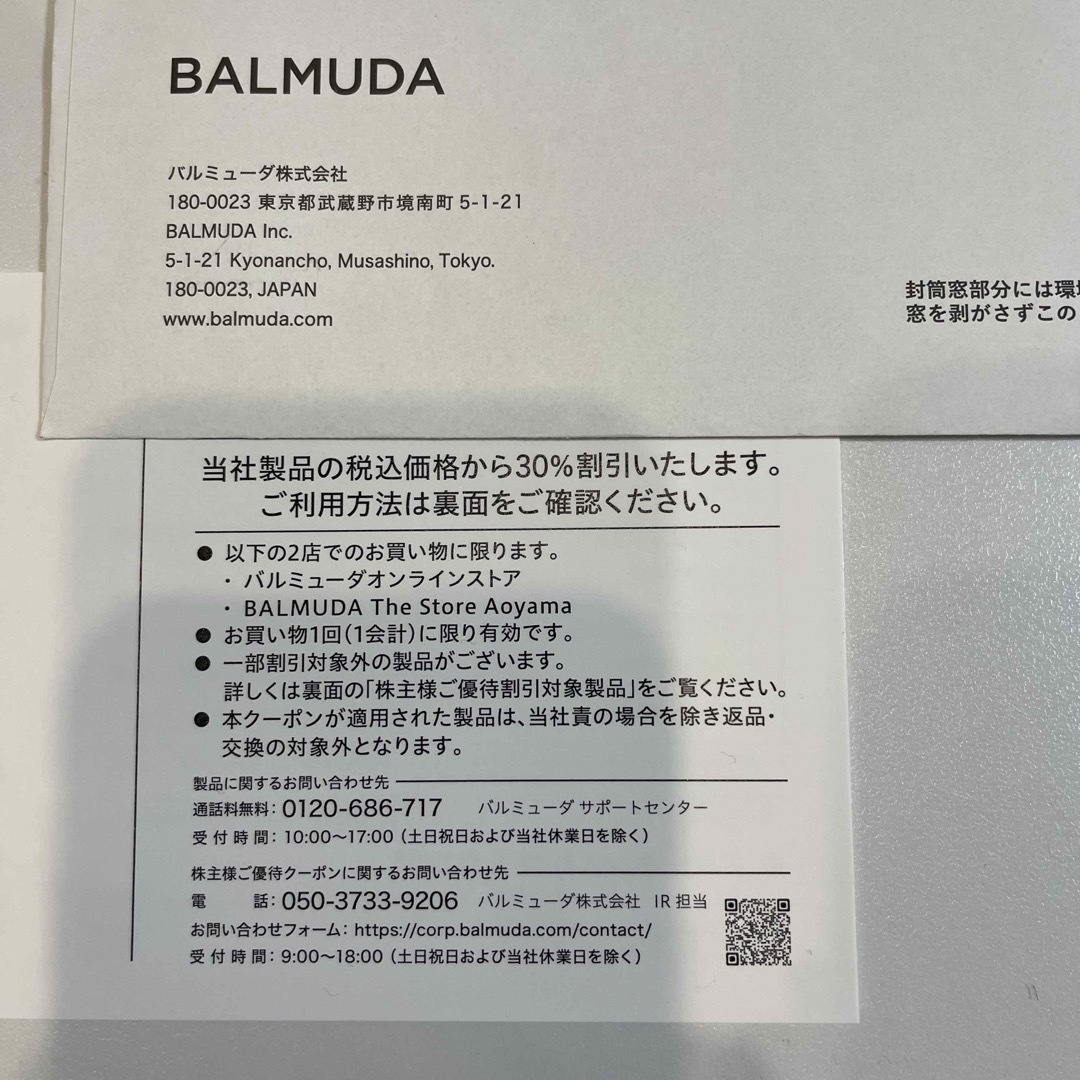 BALMUDA
バルミューダ株式会社
180-0023 東京都武蔵野市境南町 5-1-21
BALMUDA Inc.
5-1-21 Kyonancho, Musashino, Tokyo.
180-0023, JAPAN
www.balmuda.com
封筒窓部分には環境
窓を剥がさずこの
当社製品の税込価格から30%割引いたします。
ご利用方法は裏面をご確認ください。
● 以下の2店でのお買い物に限ります。
・ バルミューダオンラインストア
・ BALMUDA The Store Aoyama
● お買い物1回(1会計)に限り有効です。
● 一部割引対象外の製品がございます。
詳しくは裏面の「株主様ご優待割引対象製品」をご覧ください。
● 本クーポンが適用された製品は、当社責の場合を除き返品・
交換の対象外となります。
製品に関するお問い合わせ先
通話料無料: 0120-686-717 バルミューダ サポートセンター
受付時間: 10:00～17:00 (土日祝日および当社休業日を除く)
株主様ご優待クーポンに関するお問い合わせ先
電 話: 050-3733-9206 バルミューダ株式会社 IR 担当
お問い合わせフォーム: https://corp.balmuda.com/contact/
受付時間: 9:00～18:00 (土日祝日および当社休業日を除く)